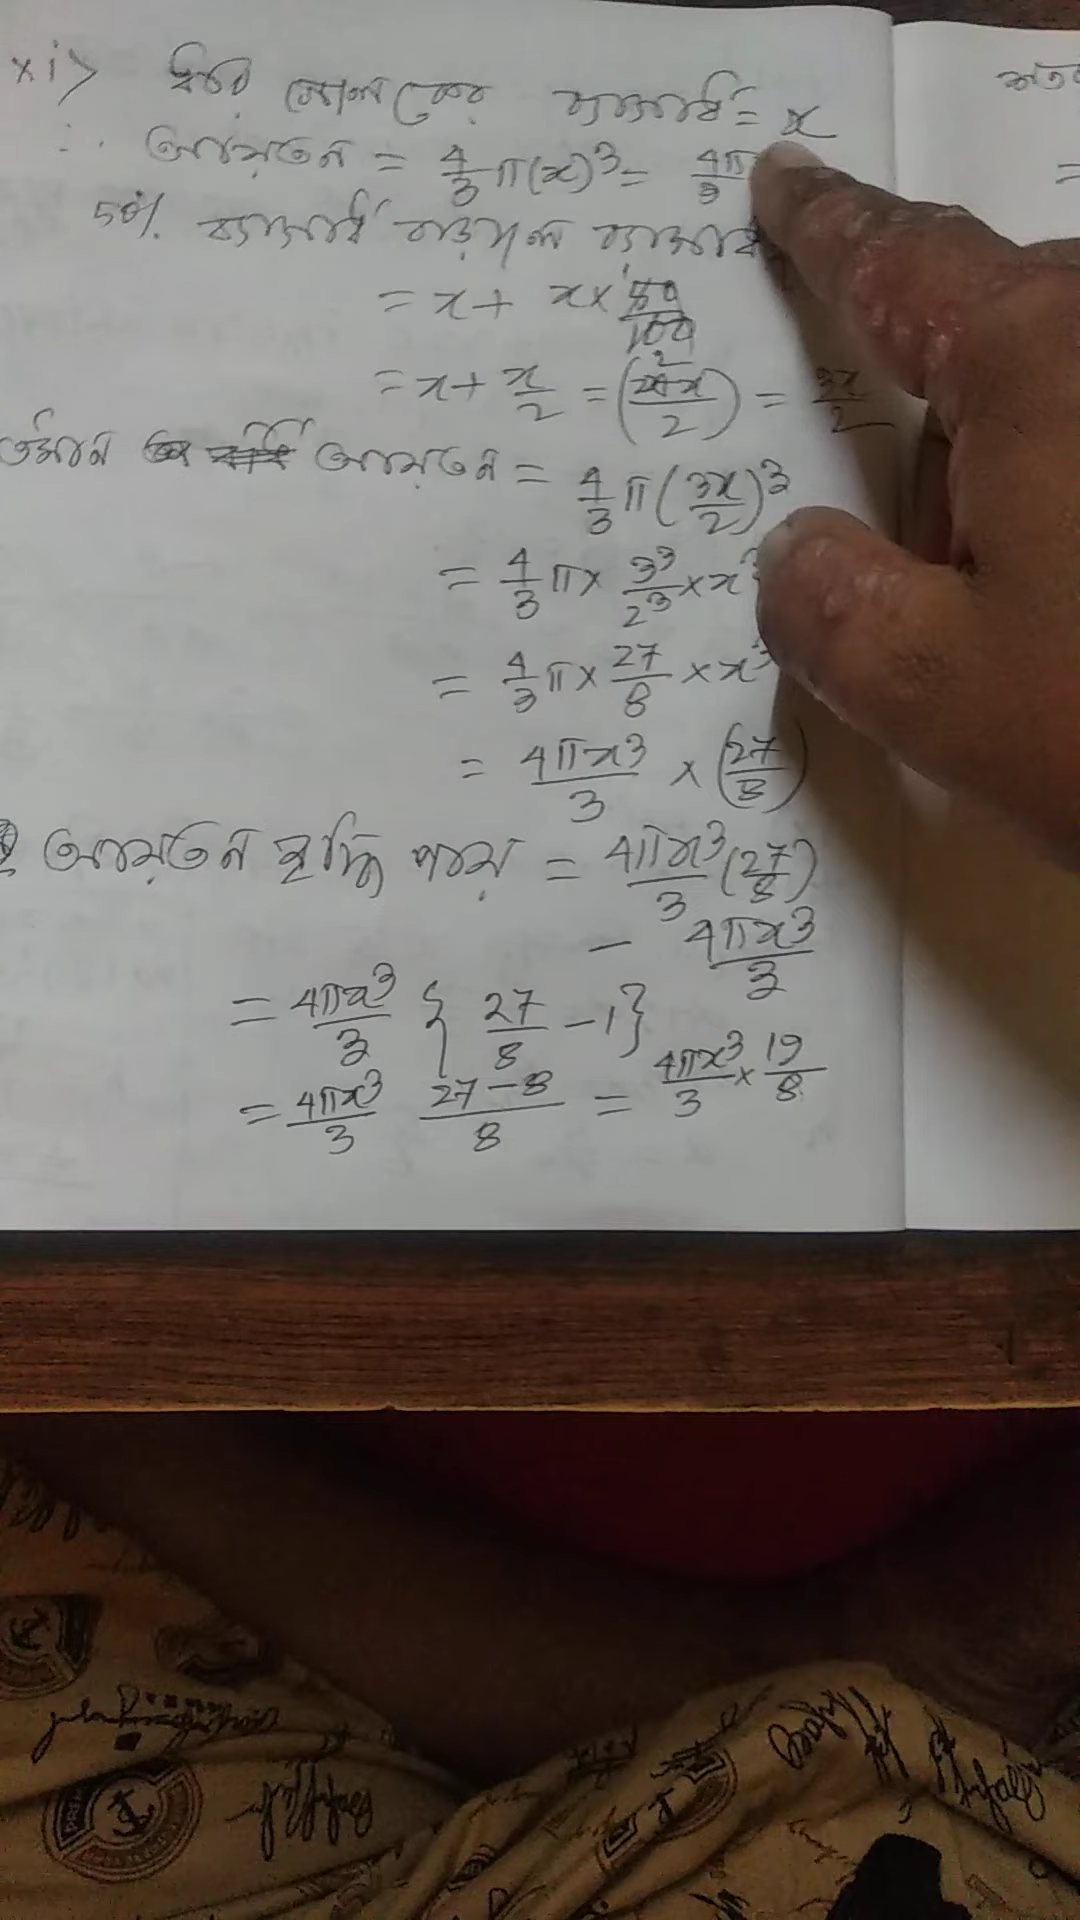 xi> ধরি গোলকের ব্যাসার্ধ = x
∴ আয়তন = 4/3 π(x)³ = 4π/3
50% ব্যাসার্ধ বাড়লে ব্যাসার্ধ
= x + x × 50/100
= x + x/2 = (2x+x/2) = 3x/2
আয়তন = 4/3 π(3x/2)³
= 4/3 π × 3³/2³ × x³
= 4/3 π × 27/8 × x³
= 4πx³/3 × (27/8)
আয়তন বৃদ্ধি পায় = 4πx³/3 (27/8)
− 4πx³/3
= 4πx³/3 { 27/8 − 1}
= 4πx³/3 27−8/8 = 4πx³/3 × 19/8